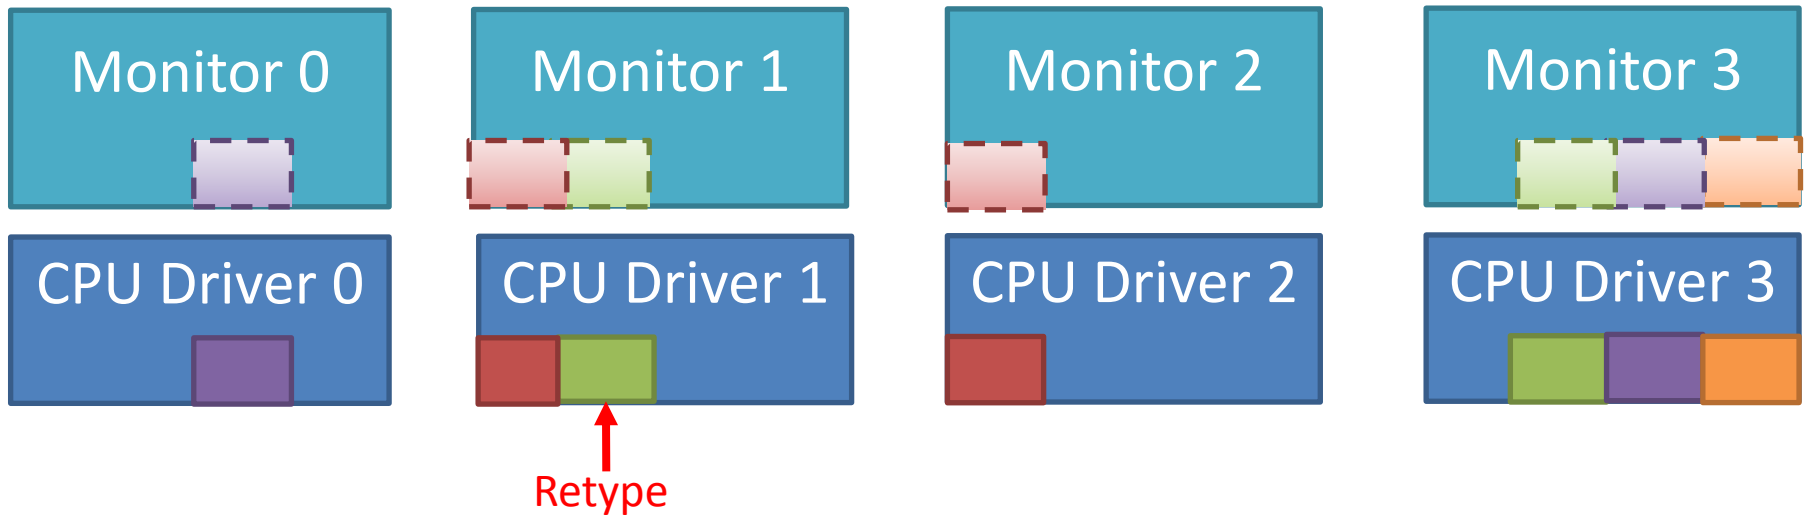 Monitor 0
Monitor 1
Monitor 2
Monitor 3
CPU Driver 0
CPU Driver 1
CPU Driver 2
CPU Driver 3
Retype